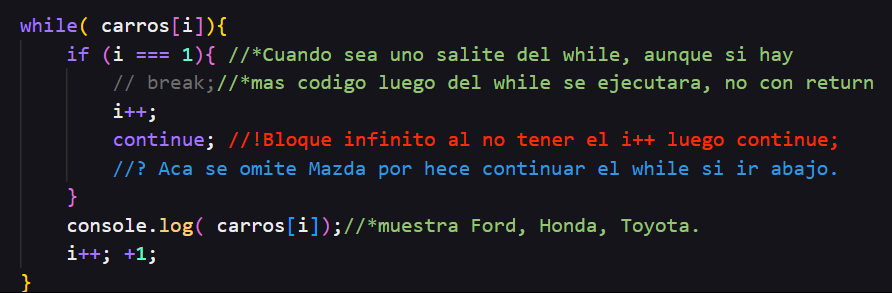 while( carros[i]){
if (i === 1){ //*Cuando sea uno salite del while, aunque si hay
// break;//*mas codigo luego del while se ejecutara, no con return
i++;
continue; //!Bloque infinito al no tener el i++ luego continue;
//? Aca se omite Mazda por hece continuar el while si ir abajo.
}
console.log( carros[i]);//*muestra Ford, Honda, Toyota.
i++; +1;
}